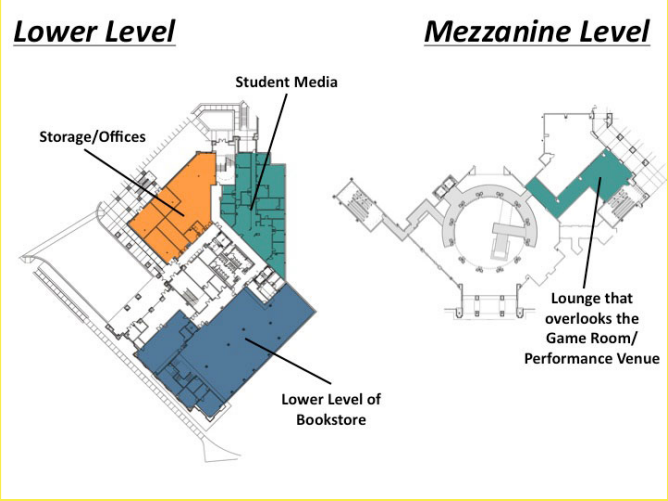 Lower Level
Mezzanine Level
Student Media
Storage/Offices
Lounge that
overlooks the
Game Room/
Performance Venue
Lower Level of
Bookstore